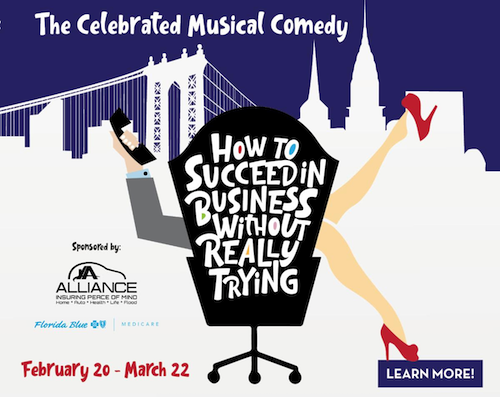 The Celebrated Musical Comedy
HOW TO
SUCCEED IN
BUSINESS
WITHOUT
REALLY
TRYING
Sponsored by:
ALLIANCE
INSURING PEACE OF MIND
Home * Auto * Health * Life * Flood
Florida Blue | MEDICARE
February 20 - March 22
LEARN MORE!